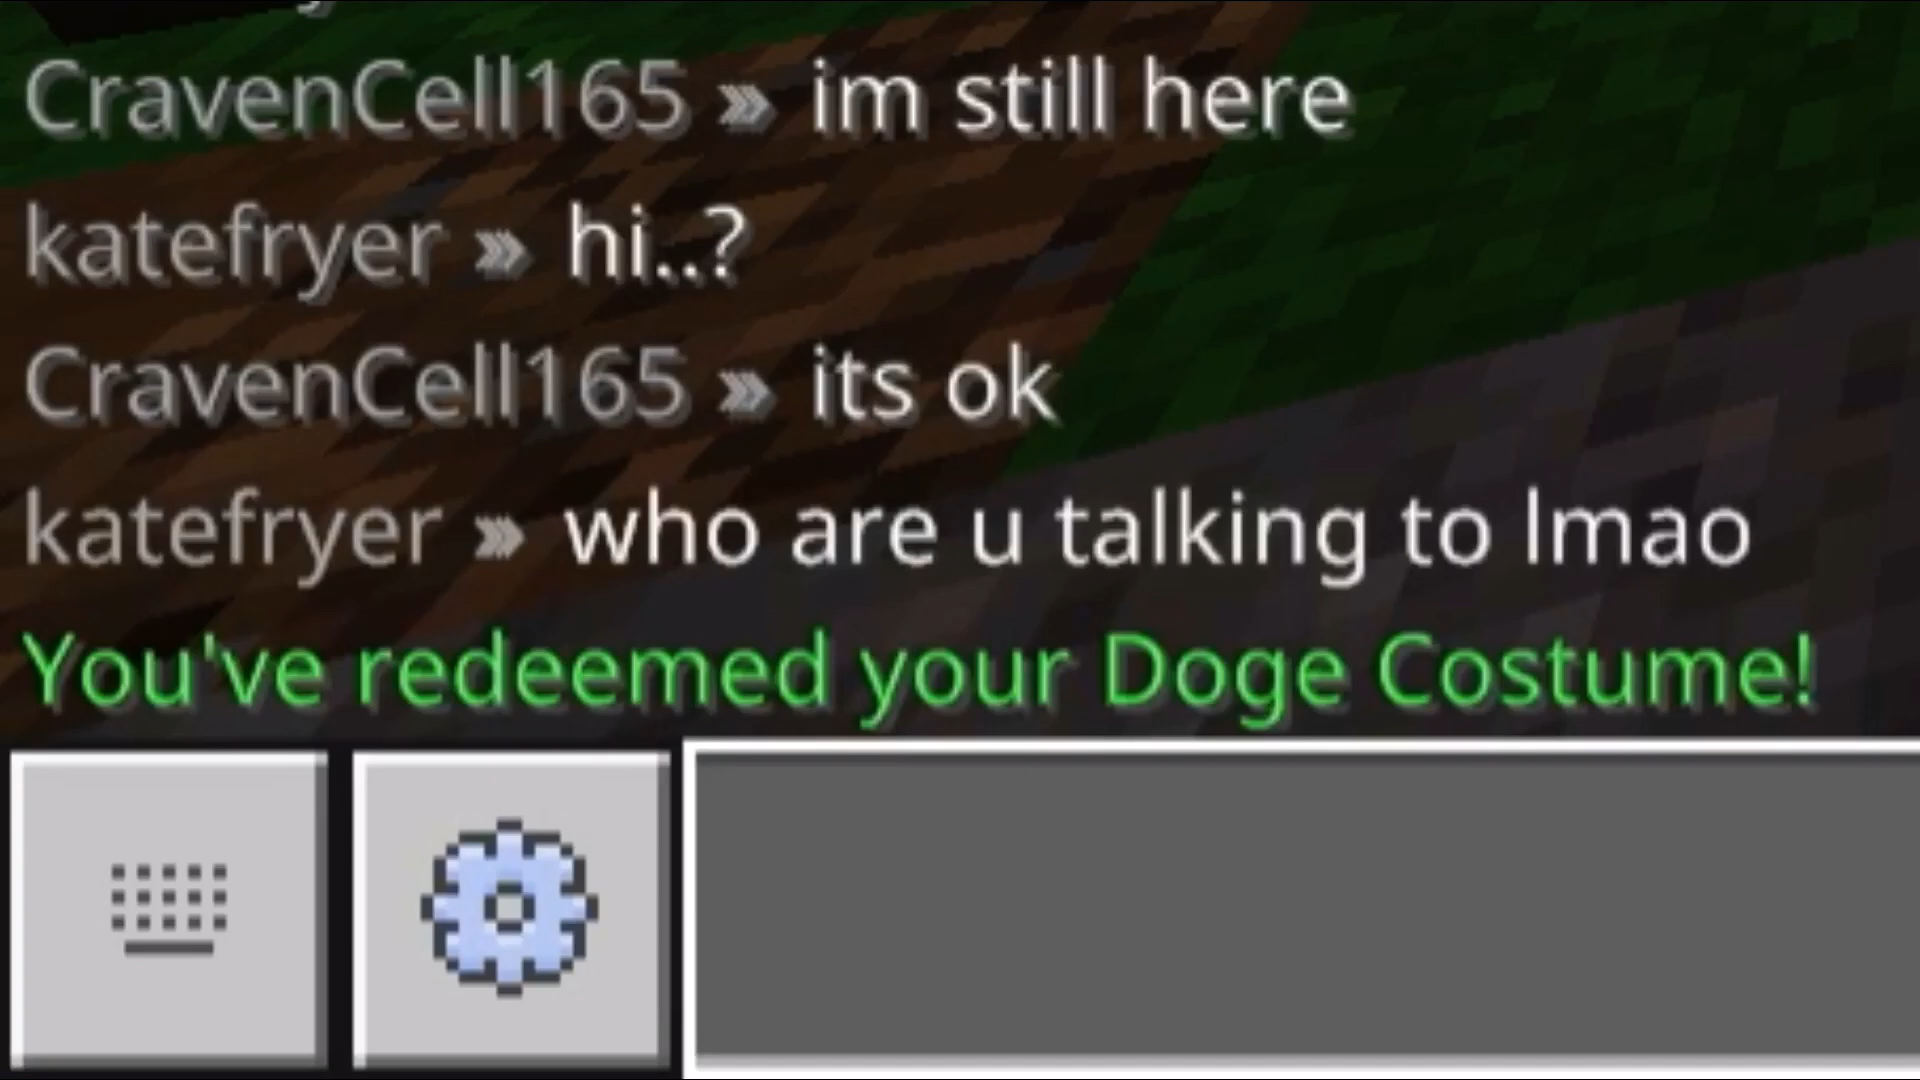 CravenCell165 »» im still here
katefryer »» hi..?
CravenCell165 »» its ok
katefryer »» who are u talking to lmao
You've redeemed your Doge Costume!